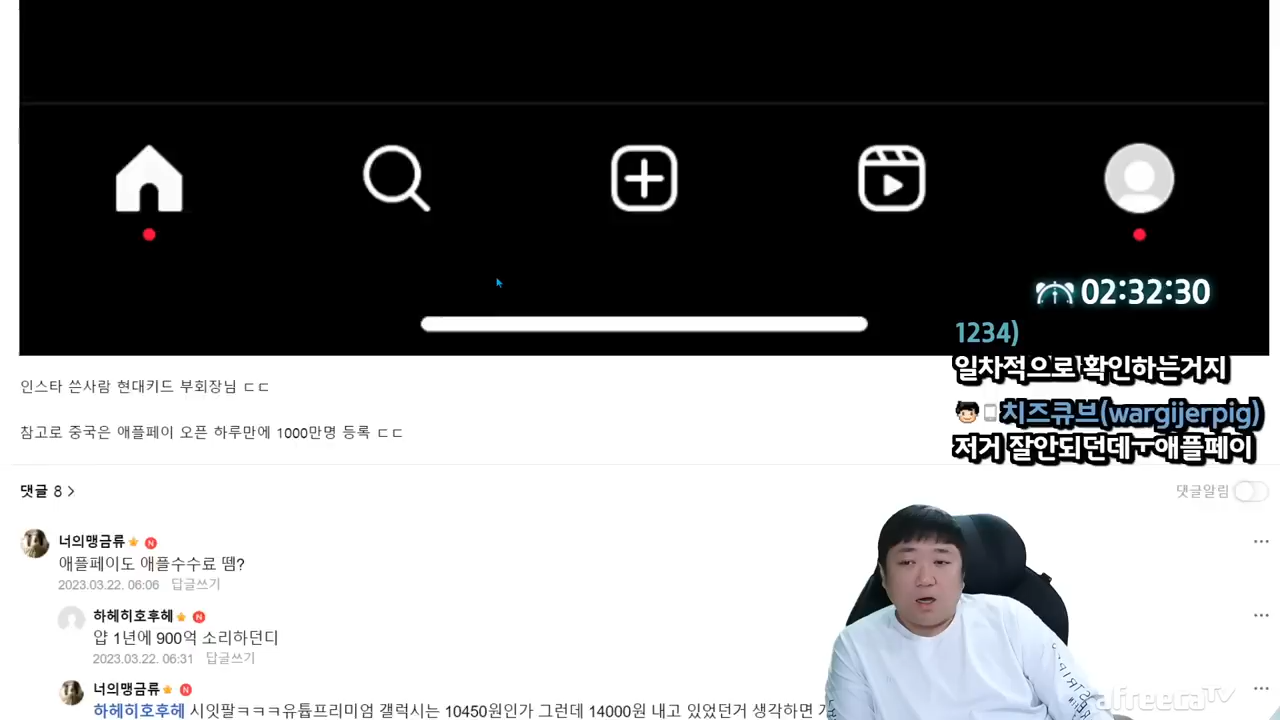 02:32:30
1234)
일차적으로 확인하는거지
치즈큐브(wargijerpig)
저거 잘안되던데ㅜ애플페이
인스타 쓴사람 현대키드 부회장님 ㄷㄷ
참고로 중국은 애플페이 오픈 하루만에 1000만명 등록 ㄷㄷ
댓글 8 >
댓글알림
너의맹금류 N
애플페이도 애플수수료 뗌?
2023.03.22. 06:06 답글쓰기
하헤히호후헤 N
얍 1년에 900억 소리하던디
2023.03.22. 06:31 답글쓰기
너의맹금류 N
하헤히호후헤 시잇팔ㅋㅋㅋ유튭프리미엄 갤럭시는 10400원인가 그런데 14000원 내고 있었던거 생각하면
afreecaTV